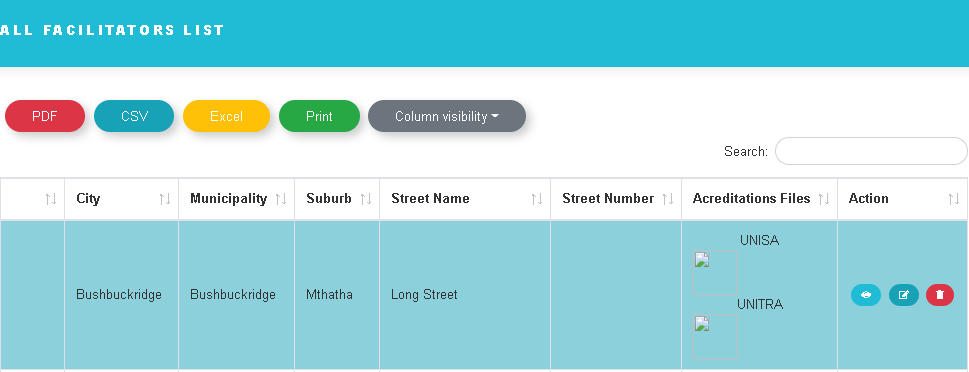 ALL FACILITATORS LIST
PDF CSV Excel Print Column visibility
Search:
City Municipality Suburb Street Name Street Number Acreditations Files Action
UNISA
Bushbuckridge Bushbuckridge Mthatha Long Street
UNITRA